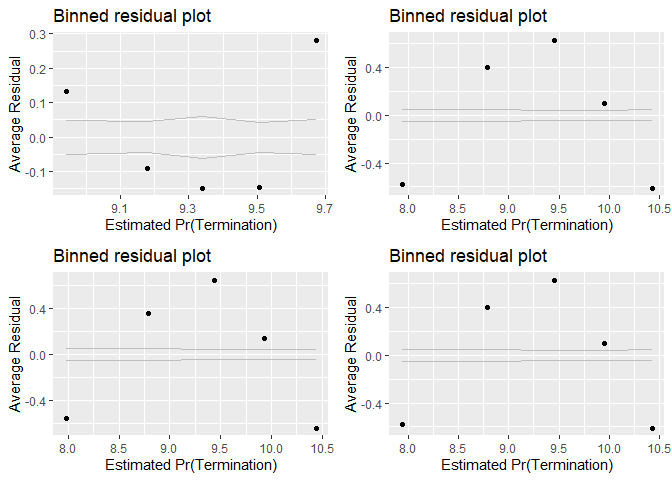 Binned residual plot
Average Residual
0.3
0.2
0.1
0.0
-0.1
9.1 9.3 9.5 9.7
Estimated Pr(Termination)
Binned residual plot
Average Residual
0.4
0.0
-0.4
8.0 8.5 9.0 9.5 10.0 10.5
Estimated Pr(Termination)
Binned residual plot
Average Residual
0.4
0.0
-0.4
8.0 8.5 9.0 9.5 10.0 10.5
Estimated Pr(Termination)
Binned residual plot
Average Residual
0.4
0.0
-0.4
8.0 8.5 9.0 9.5 10.0 10.5
Estimated Pr(Termination)